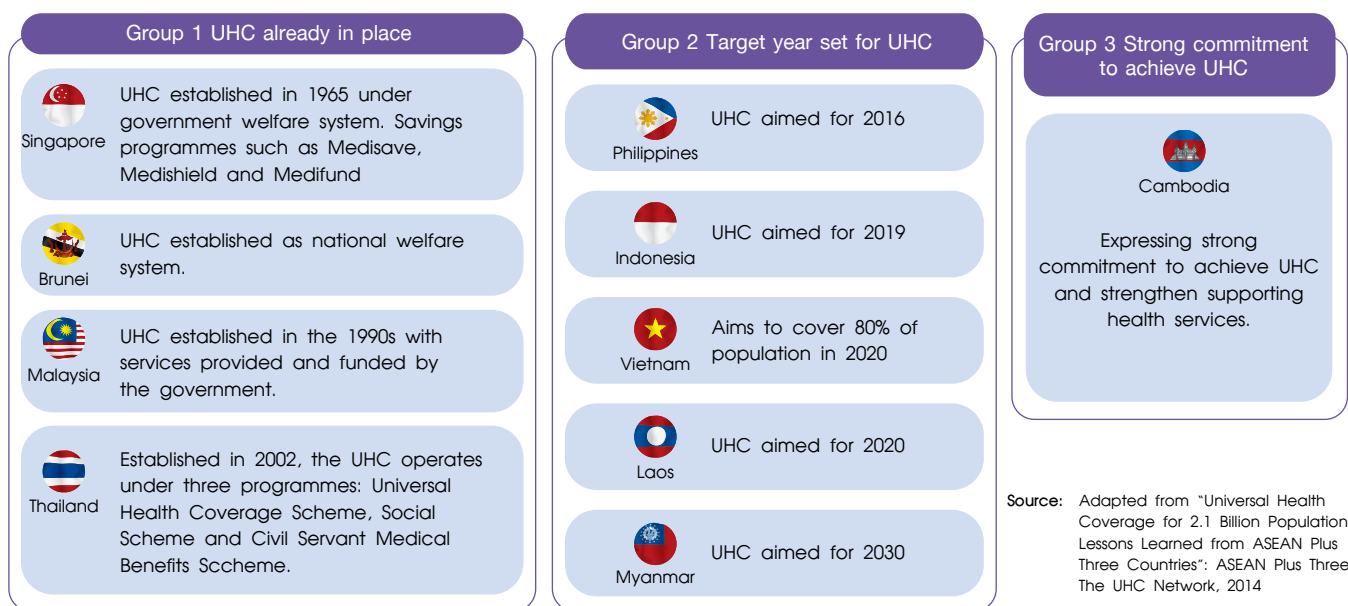 Group 1 UHC already in place
Singapore
UHC established in 1965 under
government welfare system. Savings
programmes such as Medisave,
Medishield and Medifund
Brunei
UHC established as national welfare
system.
Malaysia
UHC established in the 1990s with
services provided and funded by
the government.
Thailand
Established in 2002, the UHC operates
under three programmes: Universal
Health Coverage Scheme, Social
Scheme and Civil Servant Medical
Benefits Sccheme.
Group 2 Target year set for UHC
Philippines
UHC aimed for 2016
Indonesia
UHC aimed for 2019
Vietnam
Aims to cover 80% of
population in 2020
Laos
UHC aimed for 2020
Myanmar
UHC aimed for 2030
Group 3 Strong commitment
to achieve UHC
Cambodia
Expressing strong
commitment to achieve UHC
and strengthen supporting
health services.
Source: Adapted from “Universal Health
Coverage for 2.1 Billion Population
Lessons Learned from ASEAN Plus
Three Countries”: ASEAN Plus Three
The UHC Network, 2014